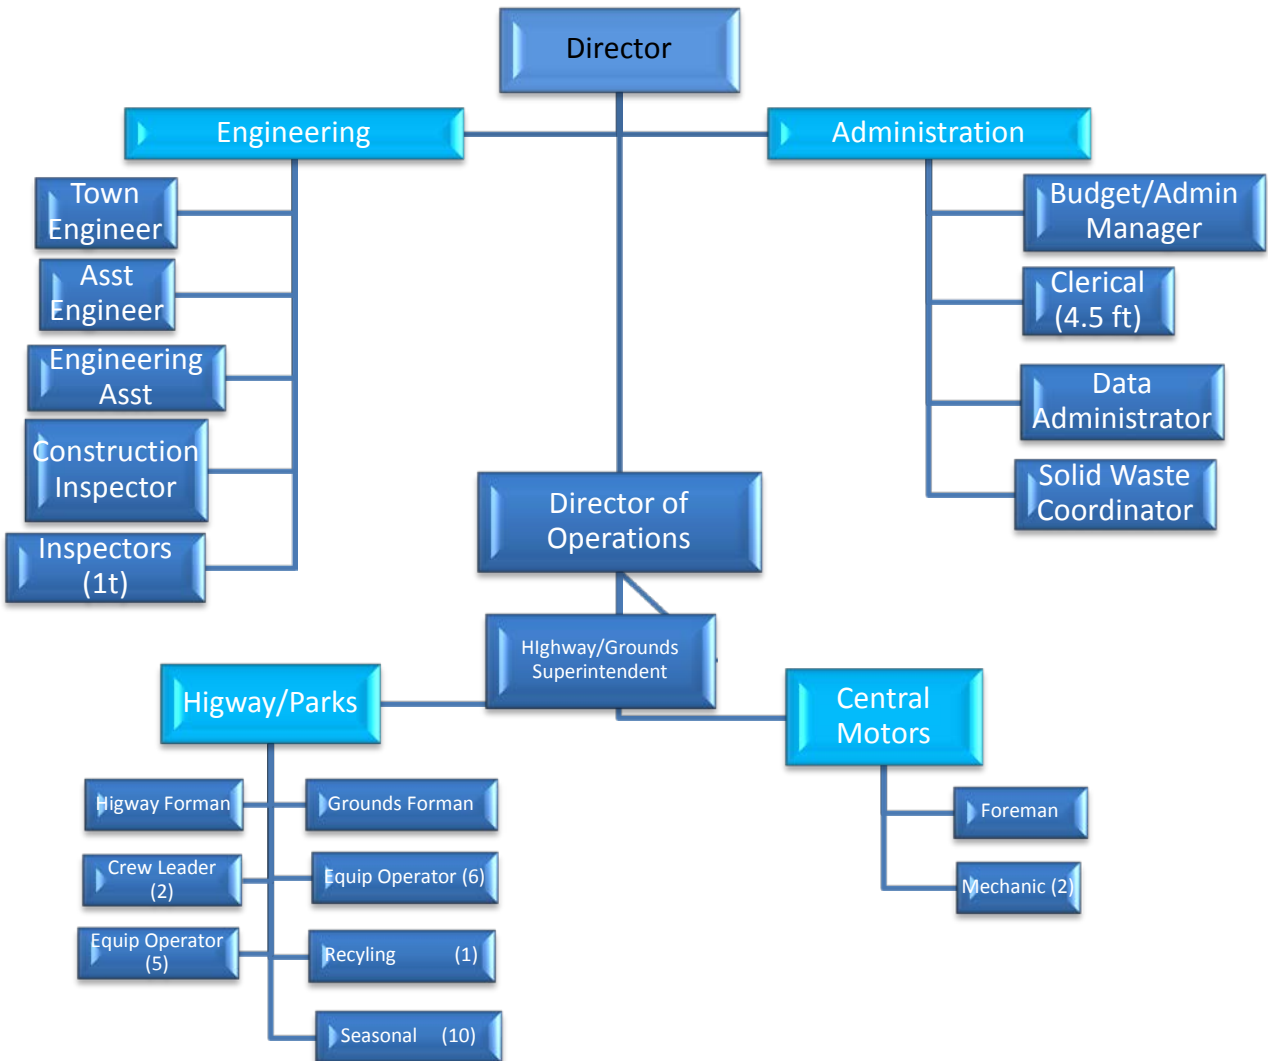 Director
Engineering
Administration
Town
Engineer
Asst
Engineer
Engineering
Asst
Construction
Inspector
Inspectors
(1t)
Budget/Admin
Manager
Clerical
(4.5 ft)
Data
Administrator
Solid Waste
Coordinator
Director of
Operations
HIghway/Grounds
Superintendent
Higway/Parks
Central
Motors
Higway Forman
Grounds Forman
Crew Leader
(2)
Equip Operator (6)
Equip Operator
(5)
Recyling (1)
Seasonal (10)
Foreman
Mechanic (2)